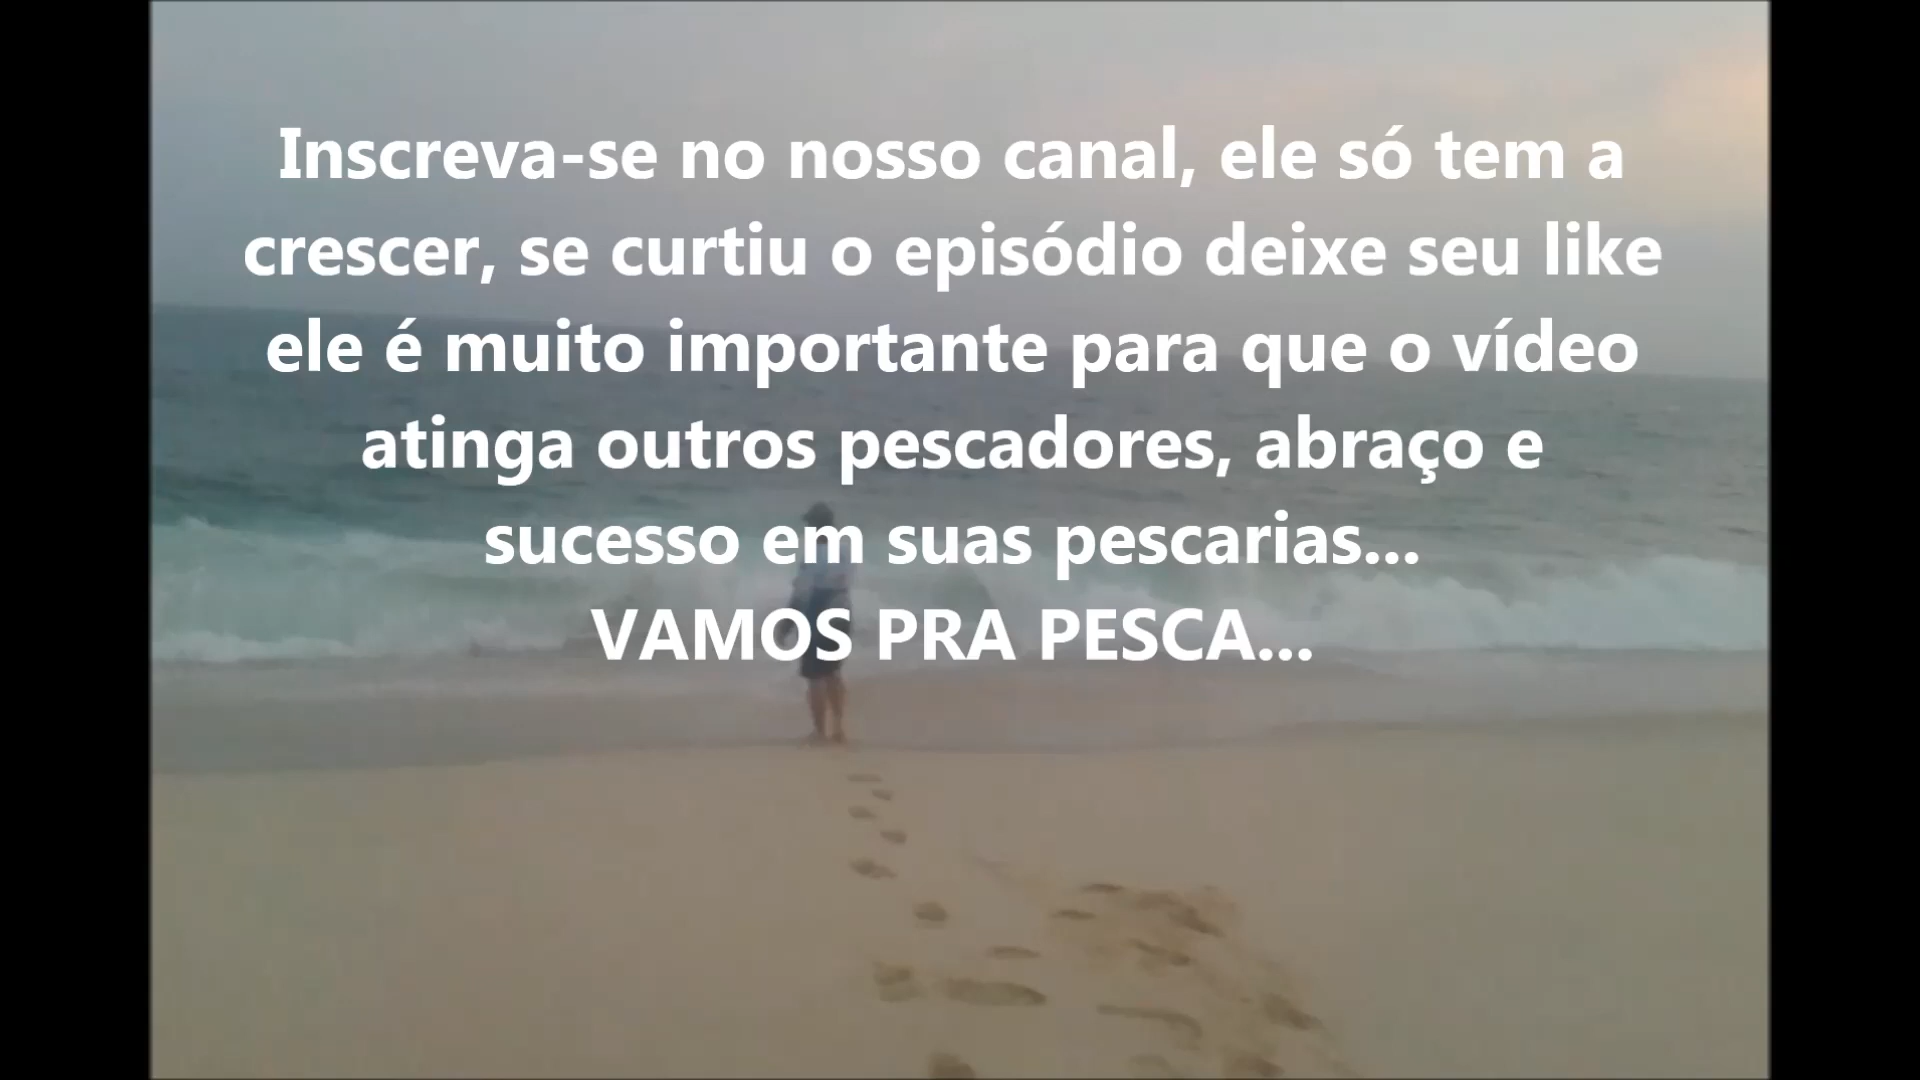 Inscreva-se no nosso canal, ele só tem a
crescer, se curtiu o episódio deixe seu like
ele é muito importante para que o vídeo
atinga outros pescadores, abraço e
sucesso em suas pescarias...
VAMOS PRA PESCA...